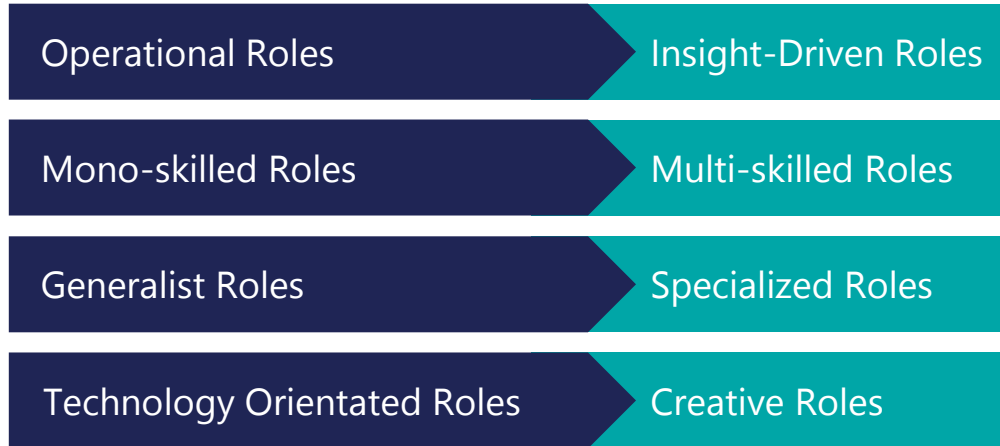 Operational Roles Insight-Driven Roles
Mono-skilled Roles Multi-skilled Roles
Generalist Roles Specialized Roles
Technology Orientated Roles Creative Roles